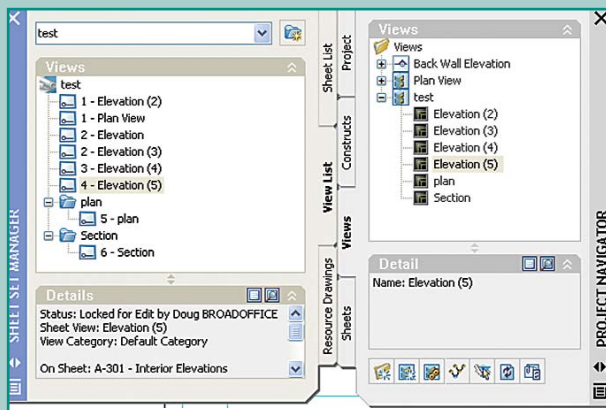 test
Views
test
1 - Elevation (2)
1 - Plan View
2 - Elevation
2 - Elevation (3)
3 - Elevation (4)
4 - Elevation (5)
plan
5 - plan
Section
6 - Section
Details
Status: Locked for Edit by Doug BROADOFFICE
Sheet View: Elevation (5)
View Category: Default Category
On Sheet: A-301 - Interior Elevations
SHEET SET MANAGER
Sheet List
View List
Resource Drawings
Project
Constructs
Views
Sheets
Views
Views
Back Wall Elevation
Plan View
test
Elevation (2)
Elevation (3)
Elevation (4)
Elevation (5)
plan
Section
Detail
Name: Elevation (5)
PROJECT NAVIGATOR